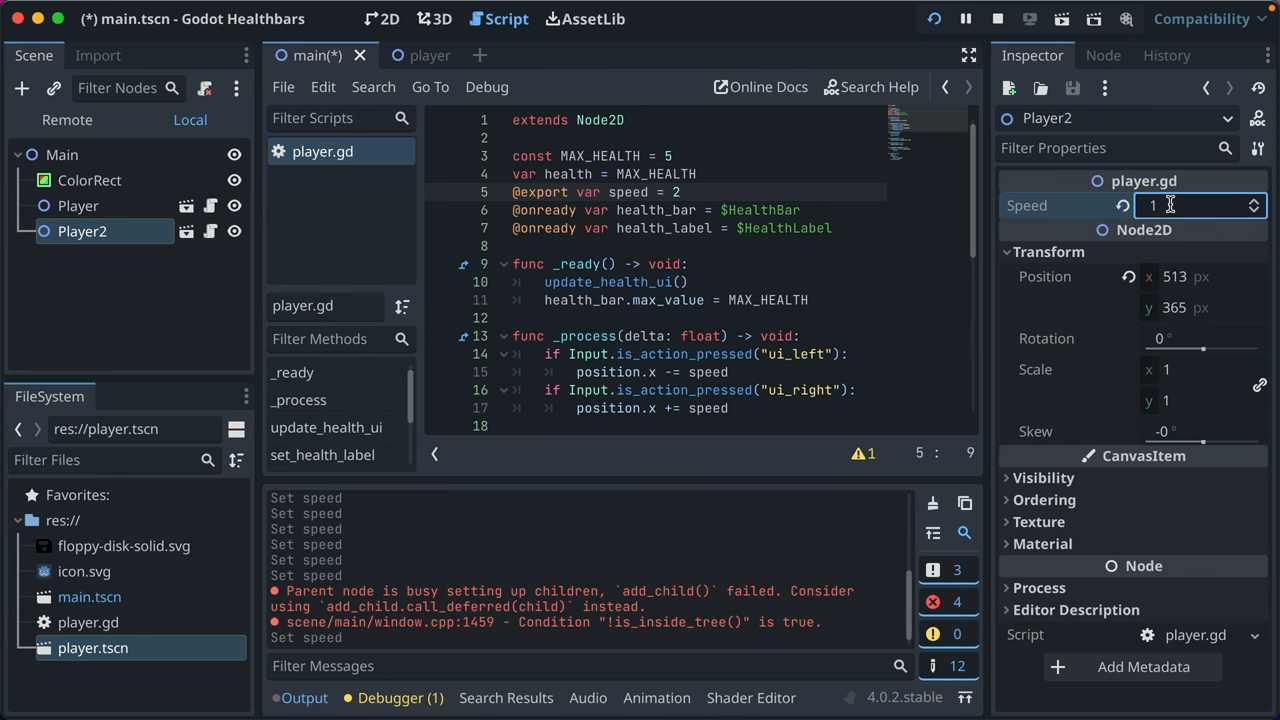 (*) main.tscn - Godot Healthbars
2D 3D Script AssetLib
Compatibility
Scene Import
Filter Nodes
Remote Local
Main
ColorRect
Player
Player2
FileSystem
res://player.tscn
Filter Files
Favorites:
res://
floppy-disk-solid.svg
icon.svg
main.tscn
player.gd
player.tscn
main(*) player
File Edit Search Go To Debug
Online Docs Search Help
Filter Scripts
player.gd
player.gd
Filter Methods
_ready
_process
update_health_ui
set_health_label
1 extends Node2D
2
3 const MAX_HEALTH = 5
4 var health = MAX_HEALTH
5 @export var speed = 2
6 @onready var health_bar = $HealthBar
7 @onready var health_label = $HealthLabel
8
9 func _ready() -> void:
10 update_health_ui()
11 health_bar.max_value = MAX_HEALTH
12
13 func _process(delta: float) -> void:
14 if Input.is_action_pressed("ui_left"):
15 position.x -= speed
16 if Input.is_action_pressed("ui_right"):
17 position.x += speed
18
1 5 : 9
Set speed
Set speed
Set speed
Set speed
Set speed
Set speed
Parent node is busy setting up children, `add_child()` failed. Consider
using `add_child.call_deferred(child)` instead.
scene/main/window.cpp:1459 - Condition "!is_inside_tree()" is true.
Set speed
3
4
0
12
Filter Messages
Output Debugger (1) Search Results Audio Animation Shader Editor 4.0.2.stable
Inspector Node History
Player2
Filter Properties
player.gd
Speed 1
Node2D
Transform
Position x 513 px
y 365 px
Rotation 0 °
Scale x 1
y 1
Skew -0 °
CanvasItem
Visibility
Ordering
Texture
Material
Node
Process
Editor Description
Script player.gd
Add Metadata